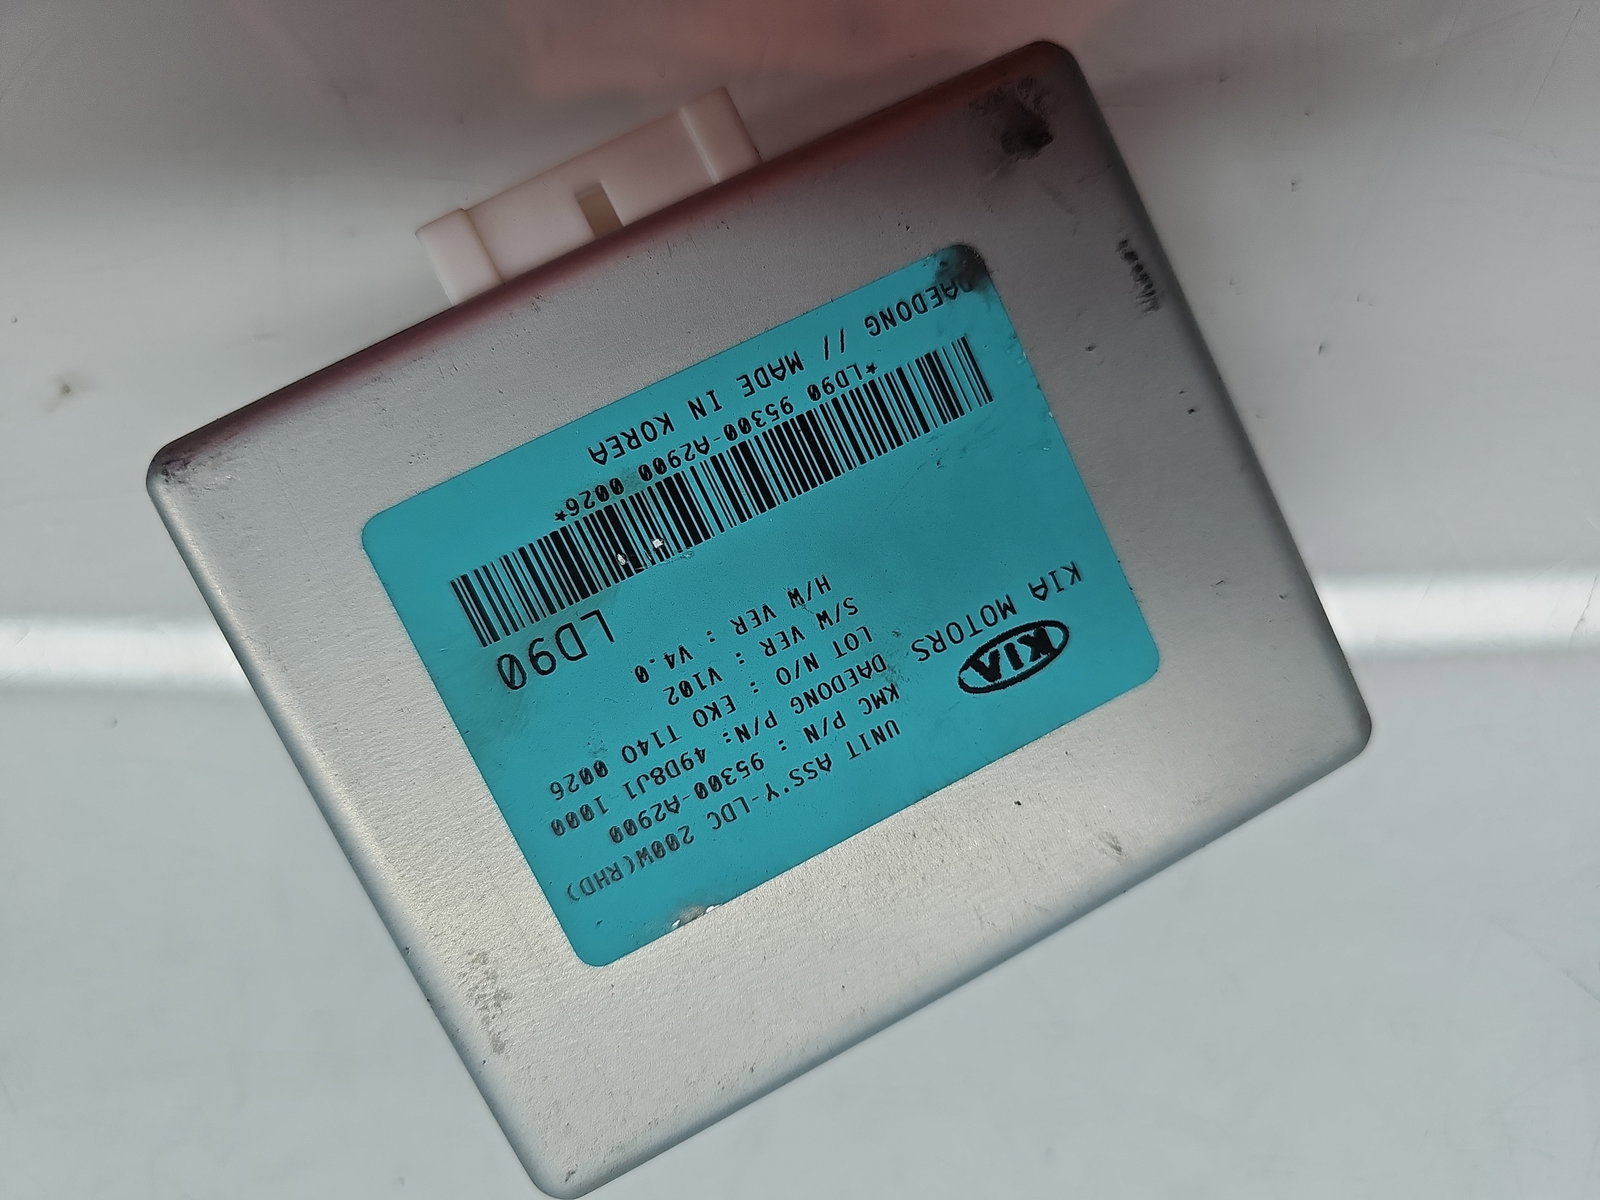 UNIT ASS'Y-LDC 200W(RHD)
KMC P/N : 95300-A2900
DAEDONG P/N: 49D8J1 1000
LOT N/O : EKO T140 0026
S/W VER : V102
H/W VER : V4.0
KIA
KIA MOTORS
LD90
*LD90 95300-A2900 0026*
DAEDONG // MADE IN KOREA